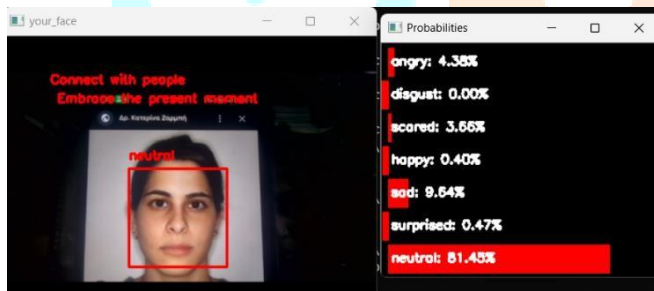 your_face
Connect with people
Embrace the present moment
Δρ. Κατερίνα
neutral
Probabilities
angry: 4.38%
disgust: 0.00%
scared: 3.66%
happy: 0.40%
sad: 9.64%
surprised: 0.47%
neutral: 81.45%